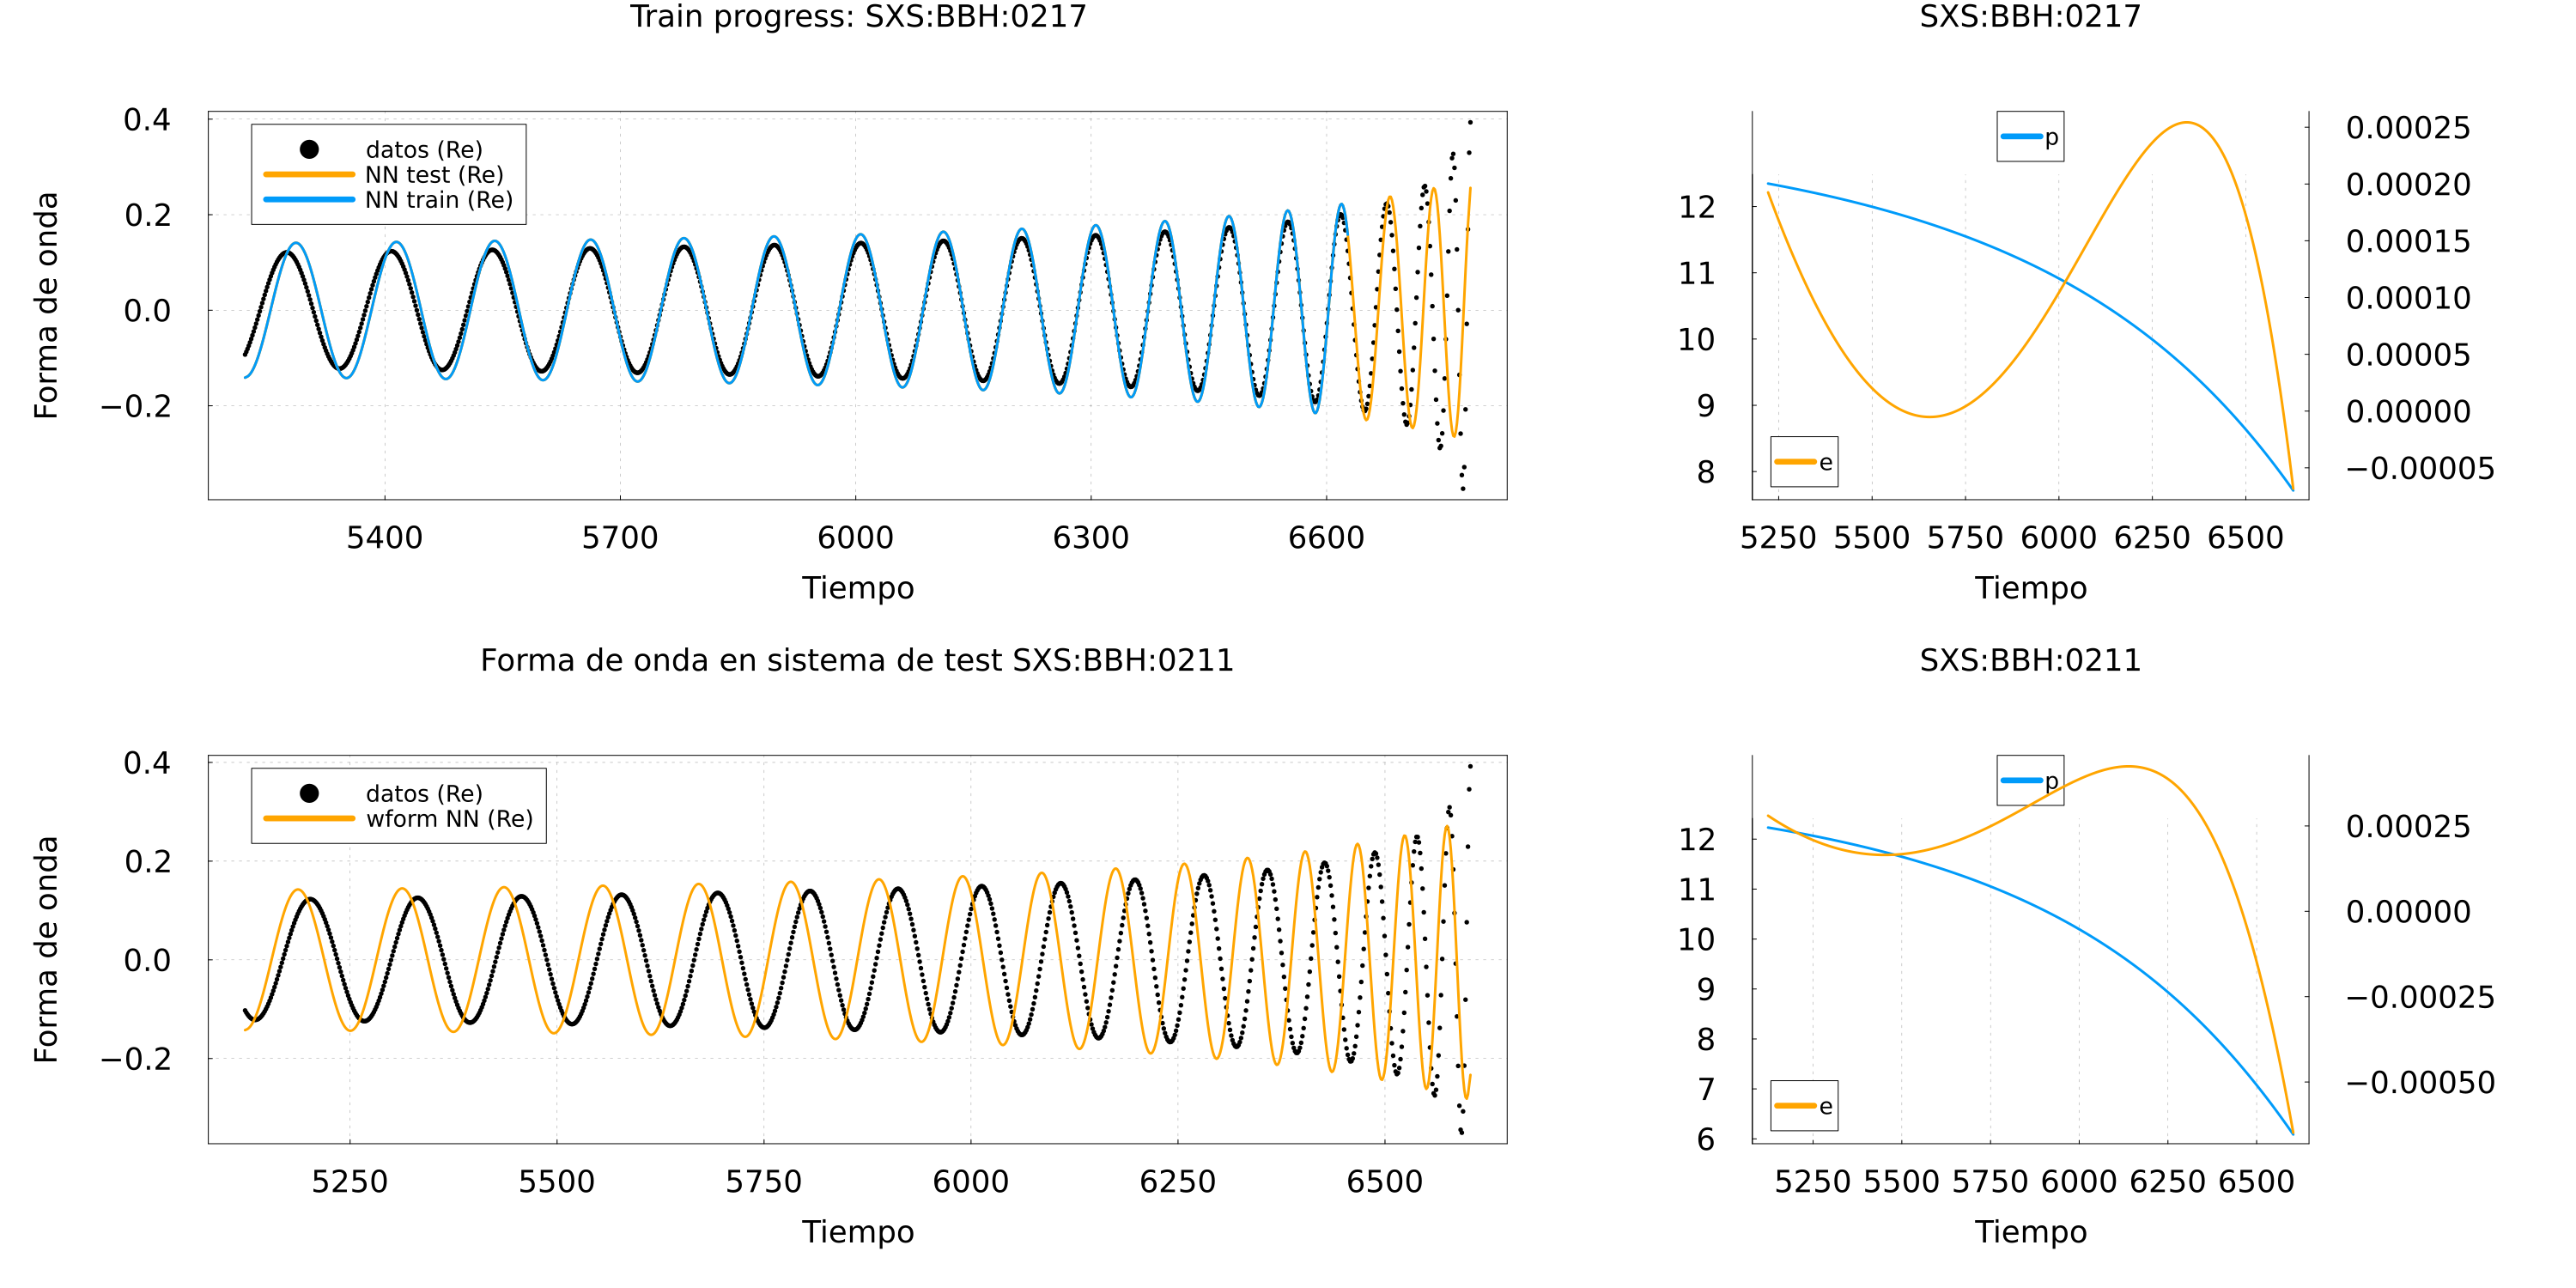 Train progress: SXS:BBH:0217
0.4
0.2
0.0
−0.2
Forma de onda
datos (Re)
NN test (Re)
NN train (Re)
5400 5700 6000 6300 6600
Tiempo
SXS:BBH:0217
12
11
10
9
8
p
e
0.00025
0.00020
0.00015
0.00010
0.00005
0.00000
−0.00005
5250 5500 5750 6000 6250 6500
Tiempo
Forma de onda en sistema de test SXS:BBH:0211
0.4
0.2
0.0
−0.2
Forma de onda
datos (Re)
wform NN (Re)
5250 5500 5750 6000 6250 6500
Tiempo
SXS:BBH:0211
12
11
10
9
8
7
6
p
e
0.00025
0.00000
−0.00025
−0.00050
5250 5500 5750 6000 6250 6500
Tiempo